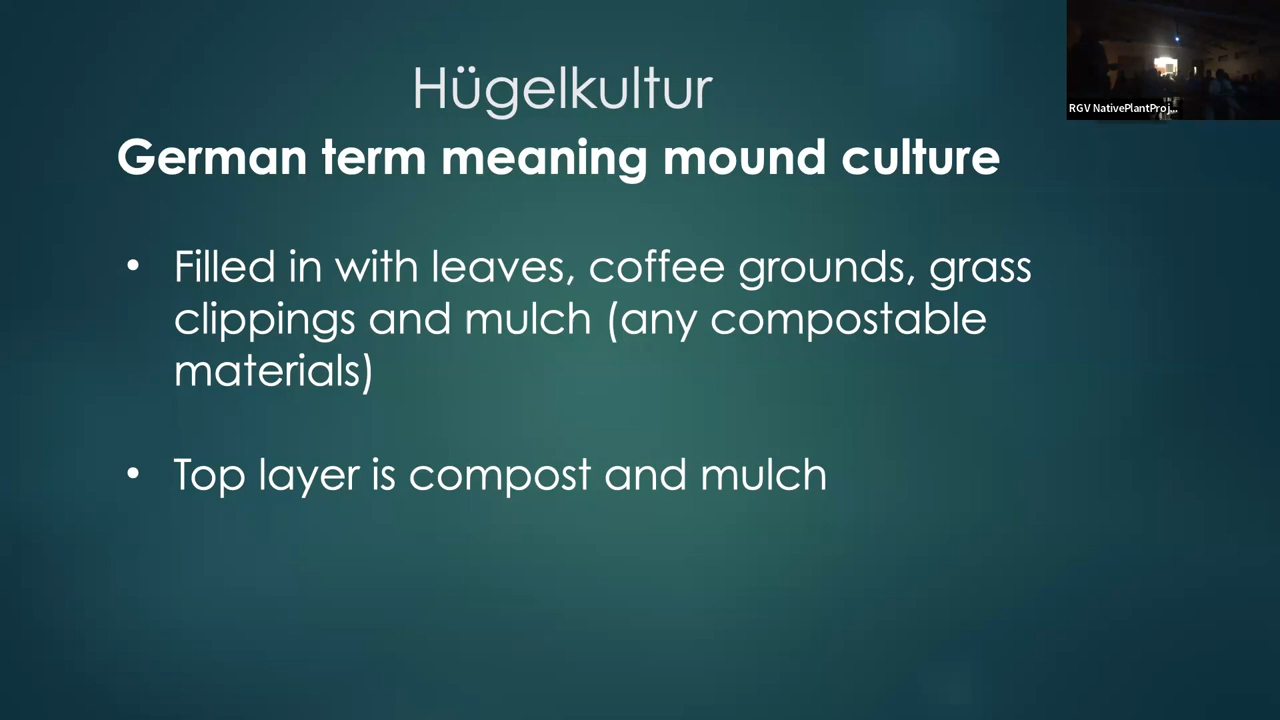 Hügelkultur
German term meaning mound culture
• Filled in with leaves, coffee grounds, grass
clippings and mulch (any compostable
materials)
• Top layer is compost and mulch
RGV NativePlantProj...